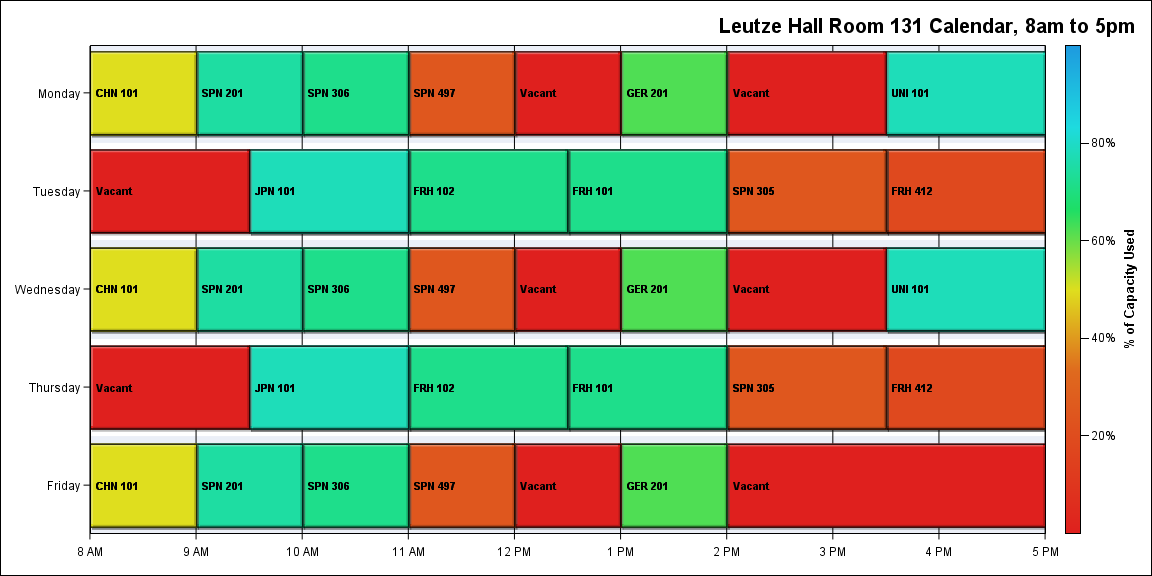 Leutze Hall Room 131 Calendar, 8am to 5pm
Monday
CHN 101
SPN 201
SPN 306
SPN 497
Vacant
GER 201
Vacant
UNI 101
Tuesday
Vacant
JPN 101
FRH 102
FRH 101
SPN 305
FRH 412
Wednesday
CHN 101
SPN 201
SPN 306
SPN 497
Vacant
GER 201
Vacant
UNI 101
Thursday
Vacant
JPN 101
FRH 102
FRH 101
SPN 305
FRH 412
Friday
CHN 101
SPN 201
SPN 306
SPN 497
Vacant
GER 201
Vacant
8 AM
9 AM
10 AM
11 AM
12 PM
1 PM
2 PM
3 PM
4 PM
5 PM
80%
60%
40%
20%
% of Capacity Used